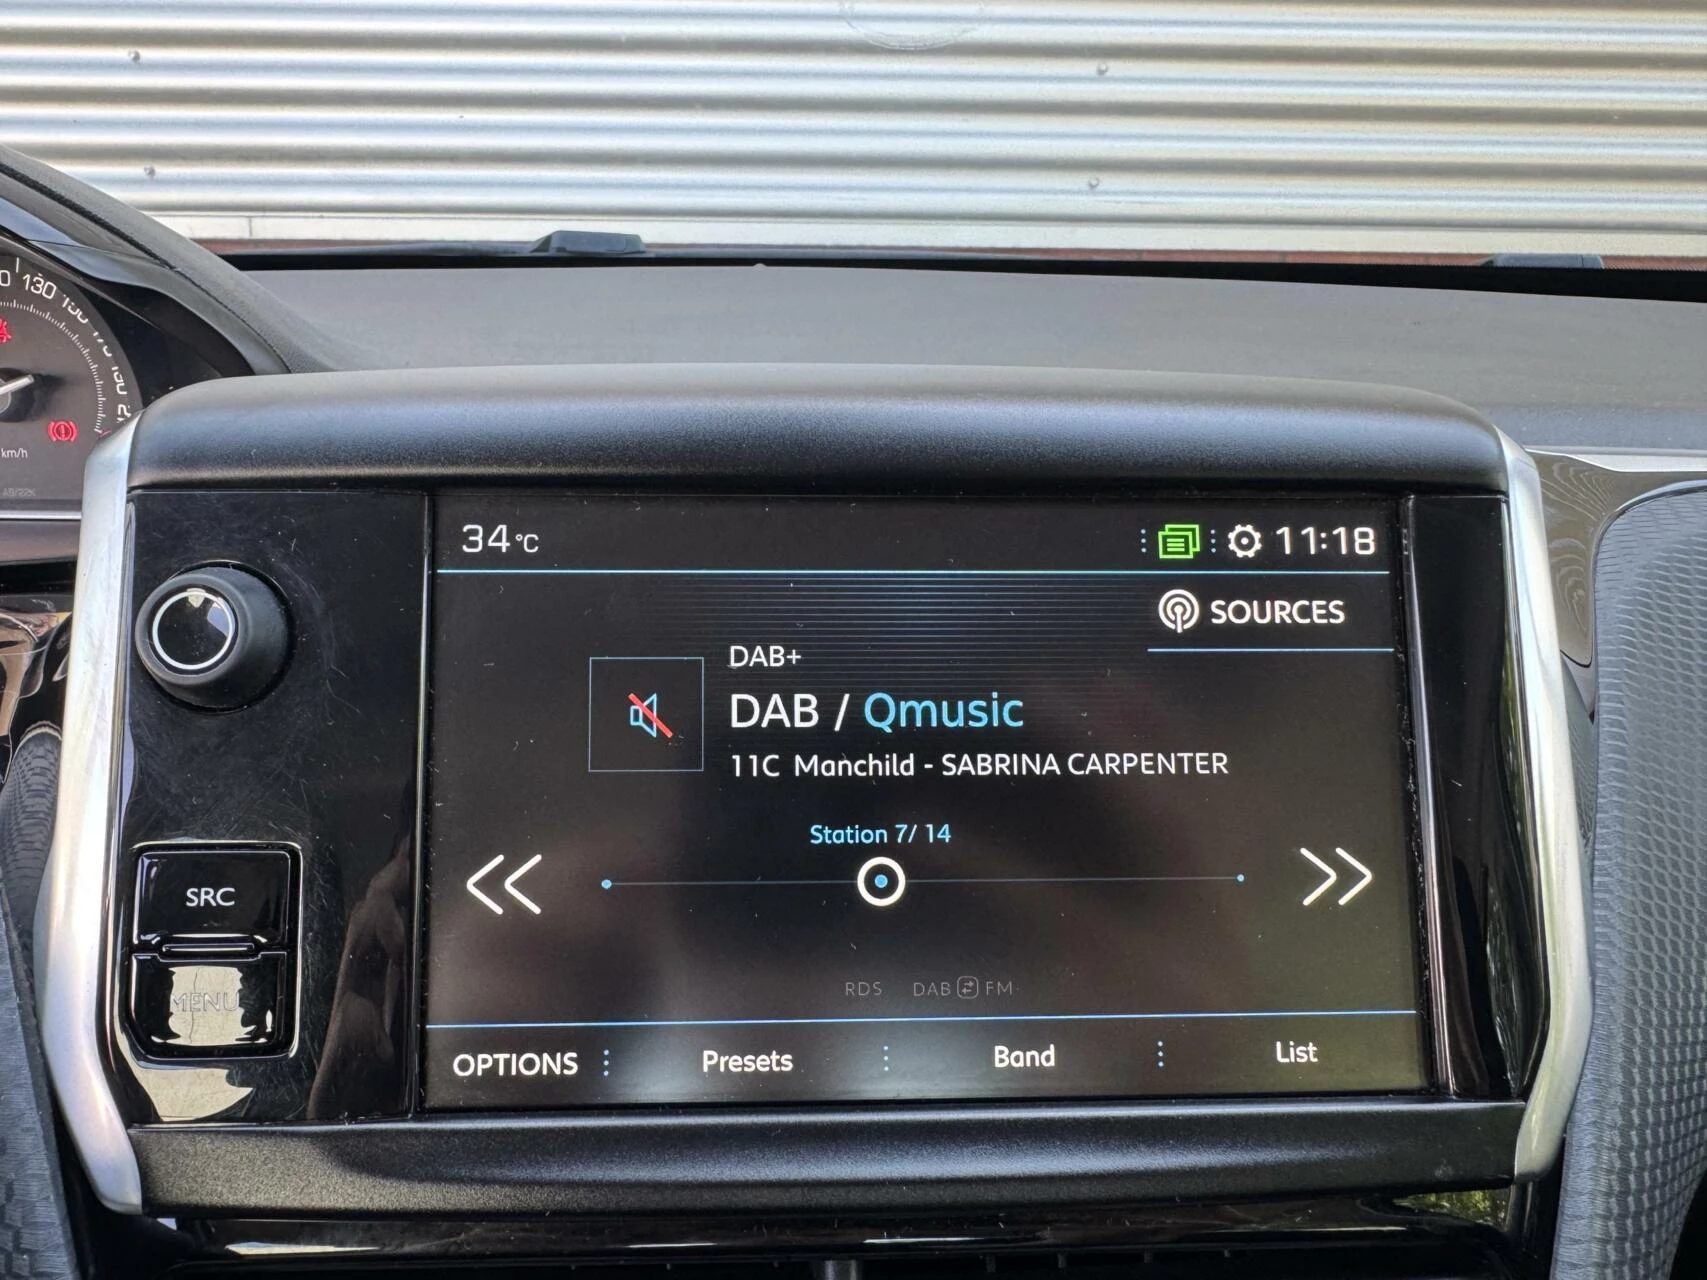 130
km/h
34°C
11:18
SOURCES
DAB+
DAB / Qmusic
11C Manchild - SABRINA CARPENTER
Station 7/ 14
SRC
MENU
RDS DAB FM
OPTIONS Presets Band List